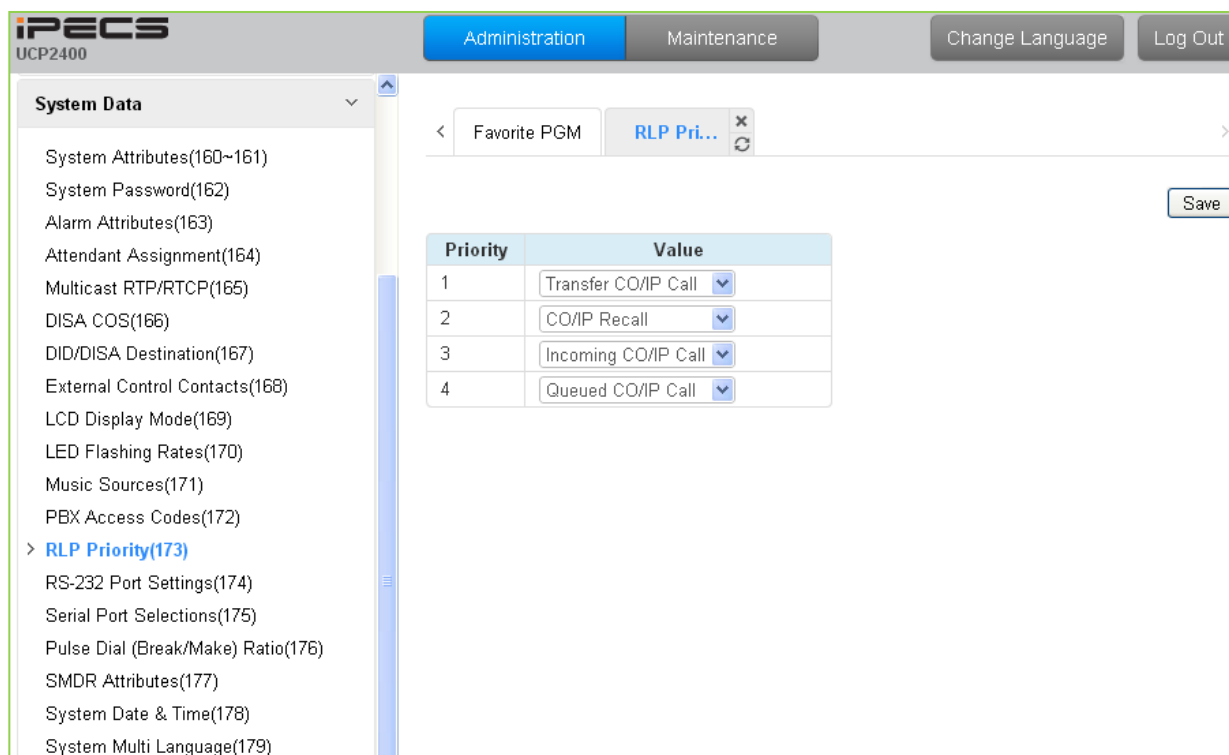 iPECS
UCP2400
Administration
Maintenance
Change Language
Log Out
System Data
System Attributes(160~161)
System Password(162)
Alarm Attributes(163)
Attendant Assignment(164)
Multicast RTP/RTCP(165)
DISA COS(166)
DID/DISA Destination(167)
External Control Contacts(168)
LCD Display Mode(169)
LED Flashing Rates(170)
Music Sources(171)
PBX Access Codes(172)
RLP Priority(173)
RS-232 Port Settings(174)
Serial Port Selections(175)
Pulse Dial (Break/Make) Ratio(176)
SMDR Attributes(177)
System Date & Time(178)
System Multi Language(179)
Favorite PGM
RLP Pri...
Save
Priority Value
1 Transfer CO/IP Call
2 CO/IP Recall
3 Incoming CO/IP Call
4 Queued CO/IP Call